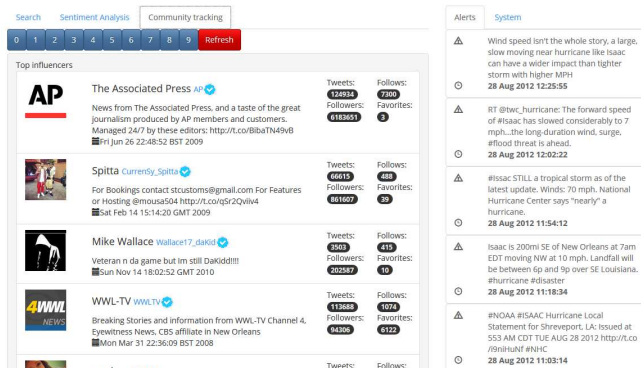 Search Sentiment Analysis Community tracking
0 1 2 3 4 5 6 7 8 9 Refresh
Top influencers
AP
The Associated Press AP
News from The Associated Press, and a taste of the great
journalism produced by AP members and customers.
Managed 24/7 by these editors: http://t.co/BibaTN49vB
Fri Jun 26 22:48:52 BST 2009
Tweets: Follows:
124934 7300
Followers: Favorites:
6183651 3
Spitta CurrenSy_Spitta
For Bookings contact stcustoms@gmail.com For Features
or Hosting @mousa504 http://t.co/qSr2Qviiv4
Sat Feb 14 15:14:20 GMT 2009
Tweets: Follows:
66615 488
Followers: Favorites:
861607 39
Mike Wallace Wallace17_daKid
Veteran n da game but Im still DaKidd!!!!
Sun Nov 14 18:02:52 GMT 2010
Tweets: Follows:
3503 415
Followers: Favorites:
202587 10
4WWL
NEWS
WWL-TV WWLTV
Breaking Stories and information from WWL-TV Channel 4,
Eyewitness News, CBS affiliate in New Orleans
Mon Mar 31 22:36:09 BST 2008
Tweets: Follows:
113688 1074
Followers: Favorites:
94306 6122
Tweets: Follows:
Alerts System
Wind speed isn't the whole story, a large,
slow moving near hurricane like Isaac
can have a wider impact than tighter
storm with higher MPH
28 Aug 2012 12:25:55
RT @twc_hurricane: The forward speed
of #Isaac has slowed considerably to 7
mph...the long-duration wind, surge,
#flood threat is ahead.
28 Aug 2012 12:02:22
#Issac STILL a tropical storm as of the
latest update. Winds: 70 mph. National
Hurricane Center says "nearly" a
hurricane.
28 Aug 2012 11:54:12
Isaac is 200mi SE of New Orleans at 7am
EDT moving NW at 10 mph. Landfall will
be between 6p and 9p over SE Louisiana.
#hurricane #disaster
28 Aug 2012 11:18:34
#NOAA #ISAAC Hurricane Local
Statement for Shreveport, LA: Issued at
553 AM CDT TUE AUG 28 2012 http://t.co
/i9niHuNf #NHC
28 Aug 2012 11:03:14